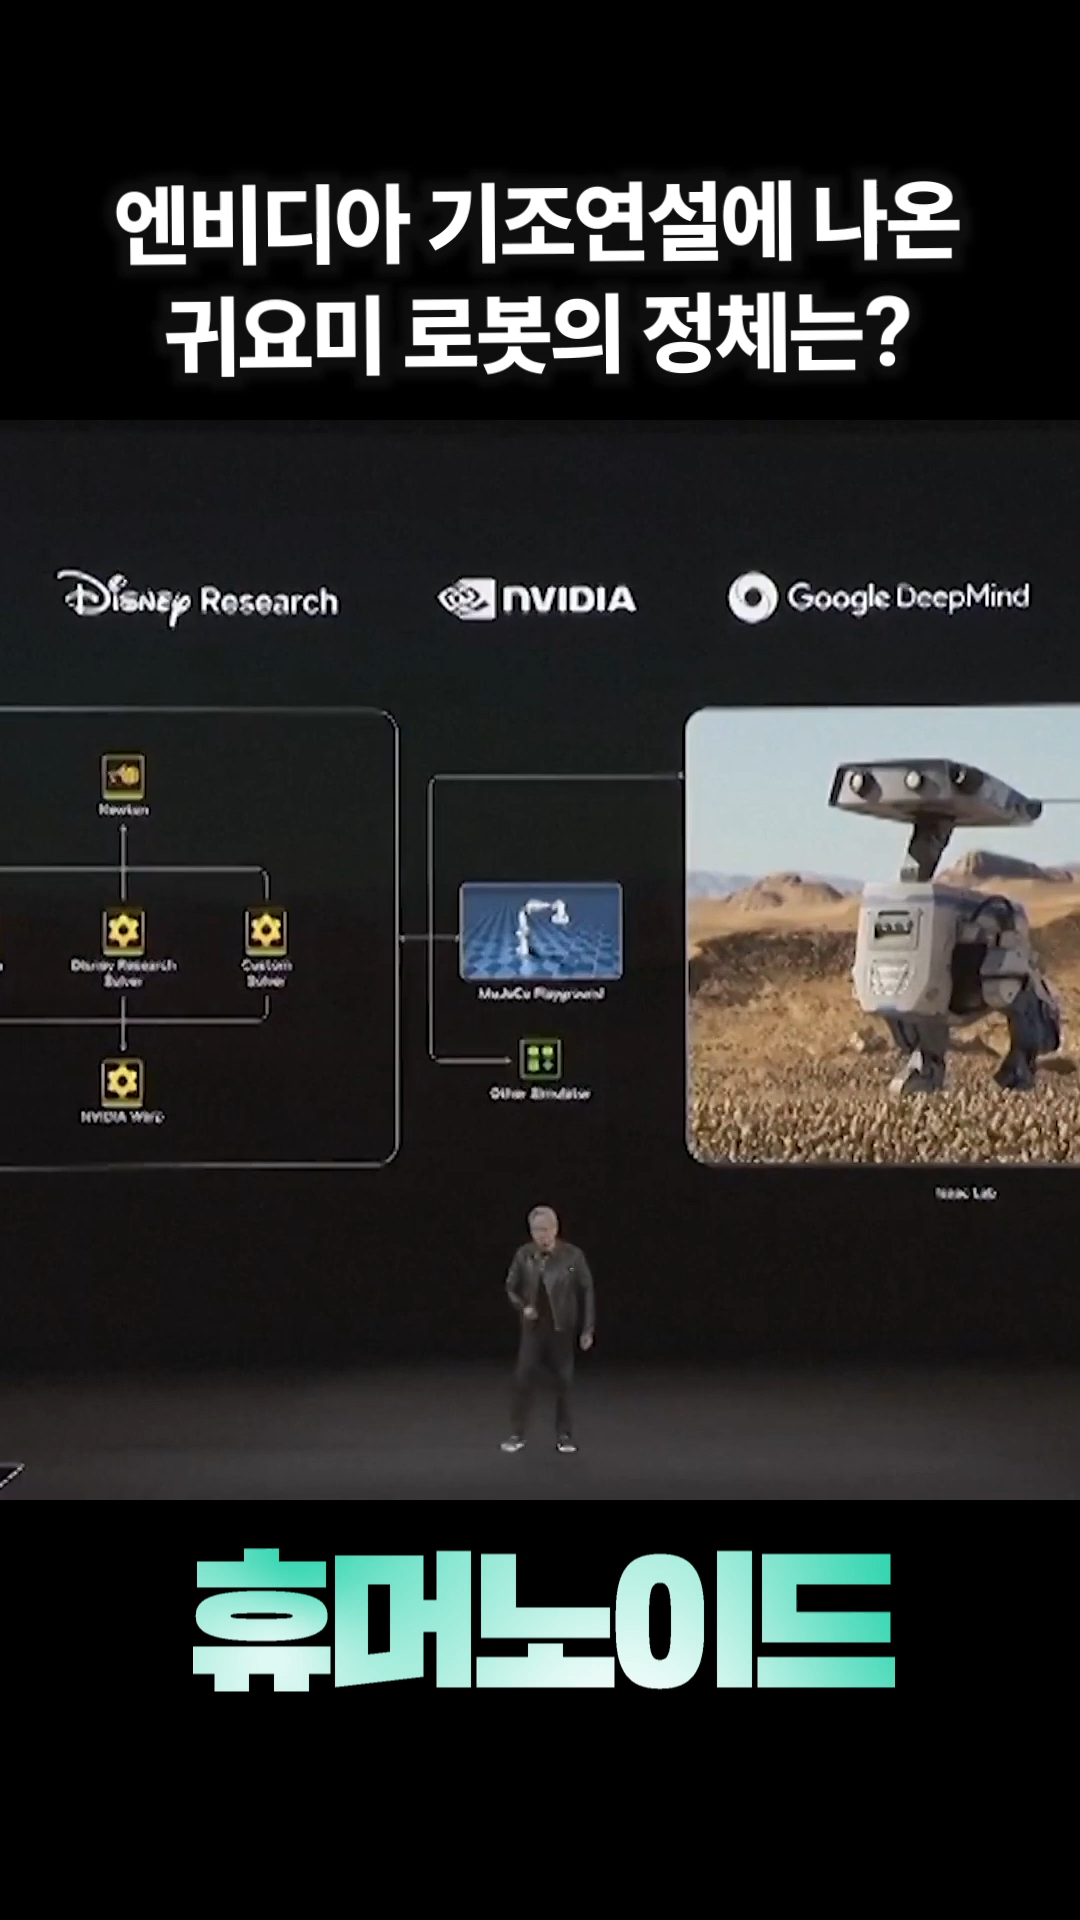 엔비디아 기조연설에 나온
귀요미 로봇의 정체는?
Disney Research
NVIDIA
Google DeepMind
Newton
Disney Research
Solver
Custom
Solver
MuJoCo Playground
Other Simulator
NVIDIA Warp
Isaac Lab
휴머노이드